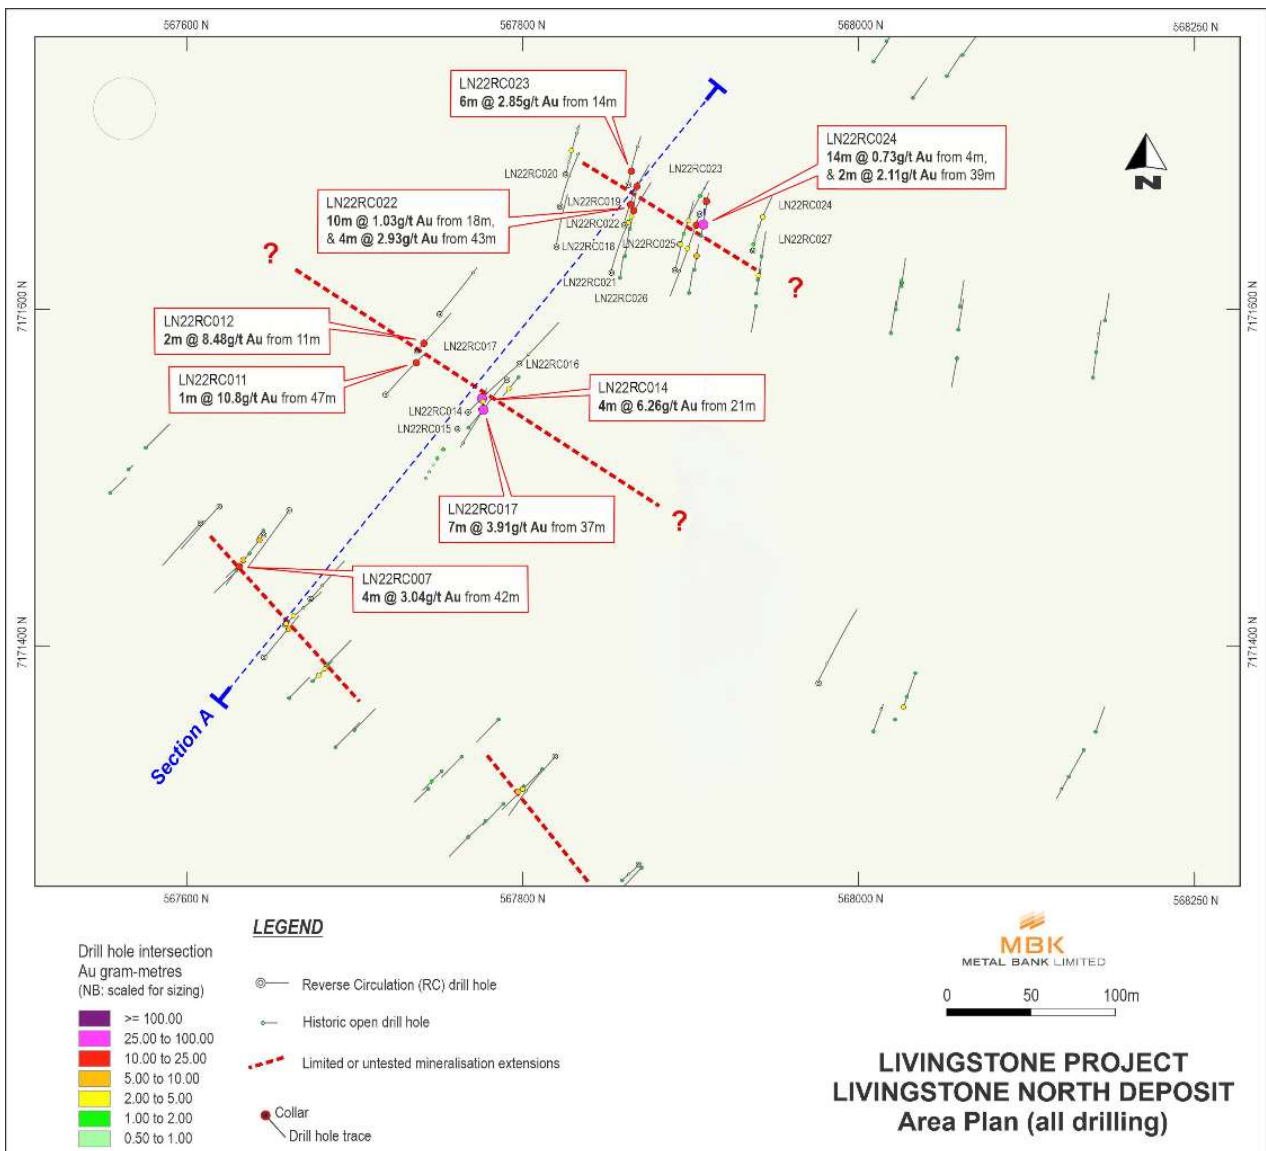 567600 N
567800 N
568000 N
568250 N
LN22RC023
6m @ 2.85g/t Au from 14m
LN22RC024
14m @ 0.73g/t Au from 4m,
& 2m @ 2.11g/t Au from 39m
LN22RC023
LN22RC020
N
LN22RC022
10m @ 1.03g/t Au from 18m,
& 4m @ 2.93g/t Au from 43m
LN22RC019
LN22RC024
LN22RC022
LN22RC018
LN22RC025
LN22RC027
?
LN22RC021
?
LN22RC026
7171600 N
7171600 N
LN22RC012
2m @ 8.48g/t Au from 11m
LN22RC017
LN22RC016
LN22RC011
1m @ 10.8g/t Au from 47m
LN22RC014
4m @ 6.26g/t Au from 21m
LN22RC014
LN22RC015
LN22RC017
7m @ 3.91g/t Au from 37m
?
LN22RC007
4m @ 3.04g/t Au from 42m
7171400 N
7171400 N
Section A
567600 N
567800 N
568000 N
568250 N
LEGEND
Drill hole intersection
Au gram-metres
(NB: scaled for sizing)
>= 100.00
25.00 to 100.00
10.00 to 25.00
5.00 to 10.00
2.00 to 5.00
1.00 to 2.00
0.50 to 1.00
Reverse Circulation (RC) drill hole
Historic open drill hole
Limited or untested mineralisation extensions
Collar
Drill hole trace
MBK
METAL BANK LIMITED
0 50 100m
LIVINGSTONE PROJECT
LIVINGSTONE NORTH DEPOSIT
Area Plan (all drilling)